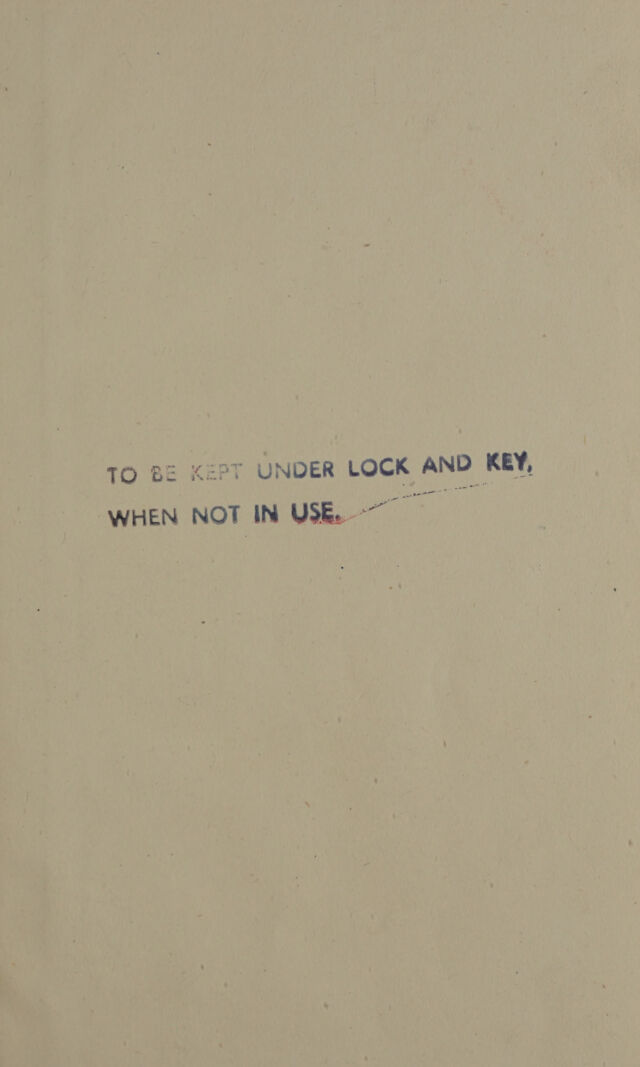 TO BE KEPT UNDER LOCK AND KEY,
WHEN NOT IN USE.